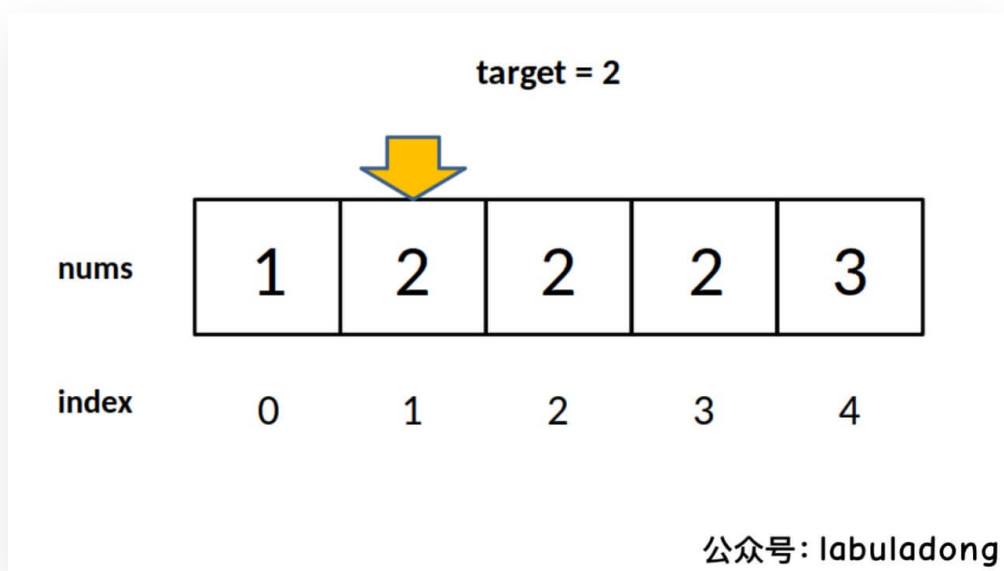 target = 2
nums 1 2 2 2 3
index 0 1 2 3 4
公众号：labuladong